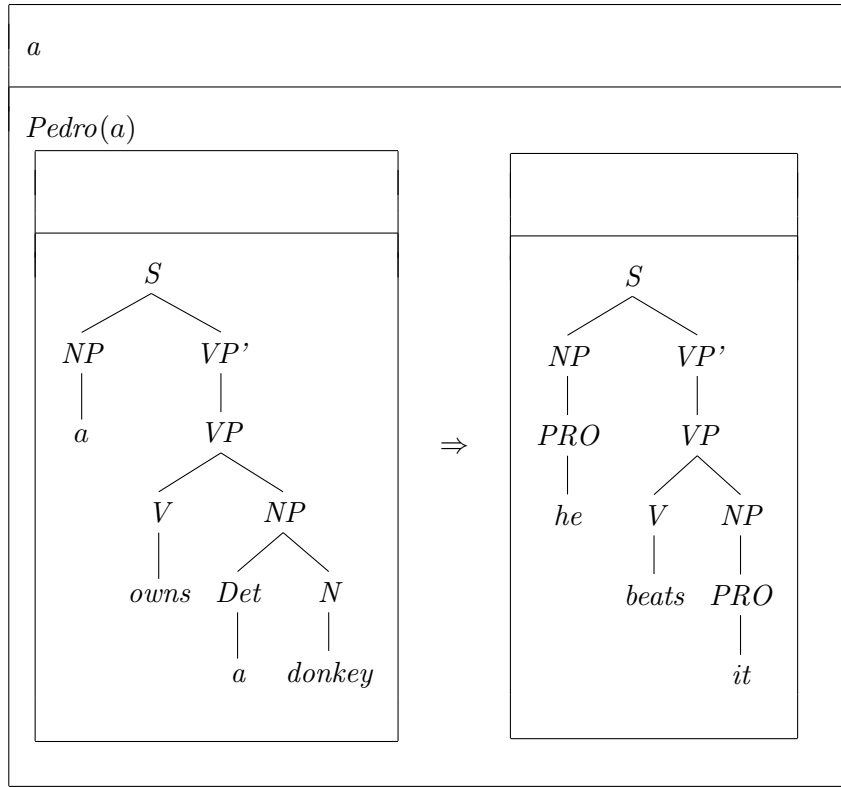 a
Pedro(a)
S
NP VP'
a VP
V NP
owns Det N
a donkey
⇒
S
NP VP'
PRO VP
he V NP
beats PRO
it